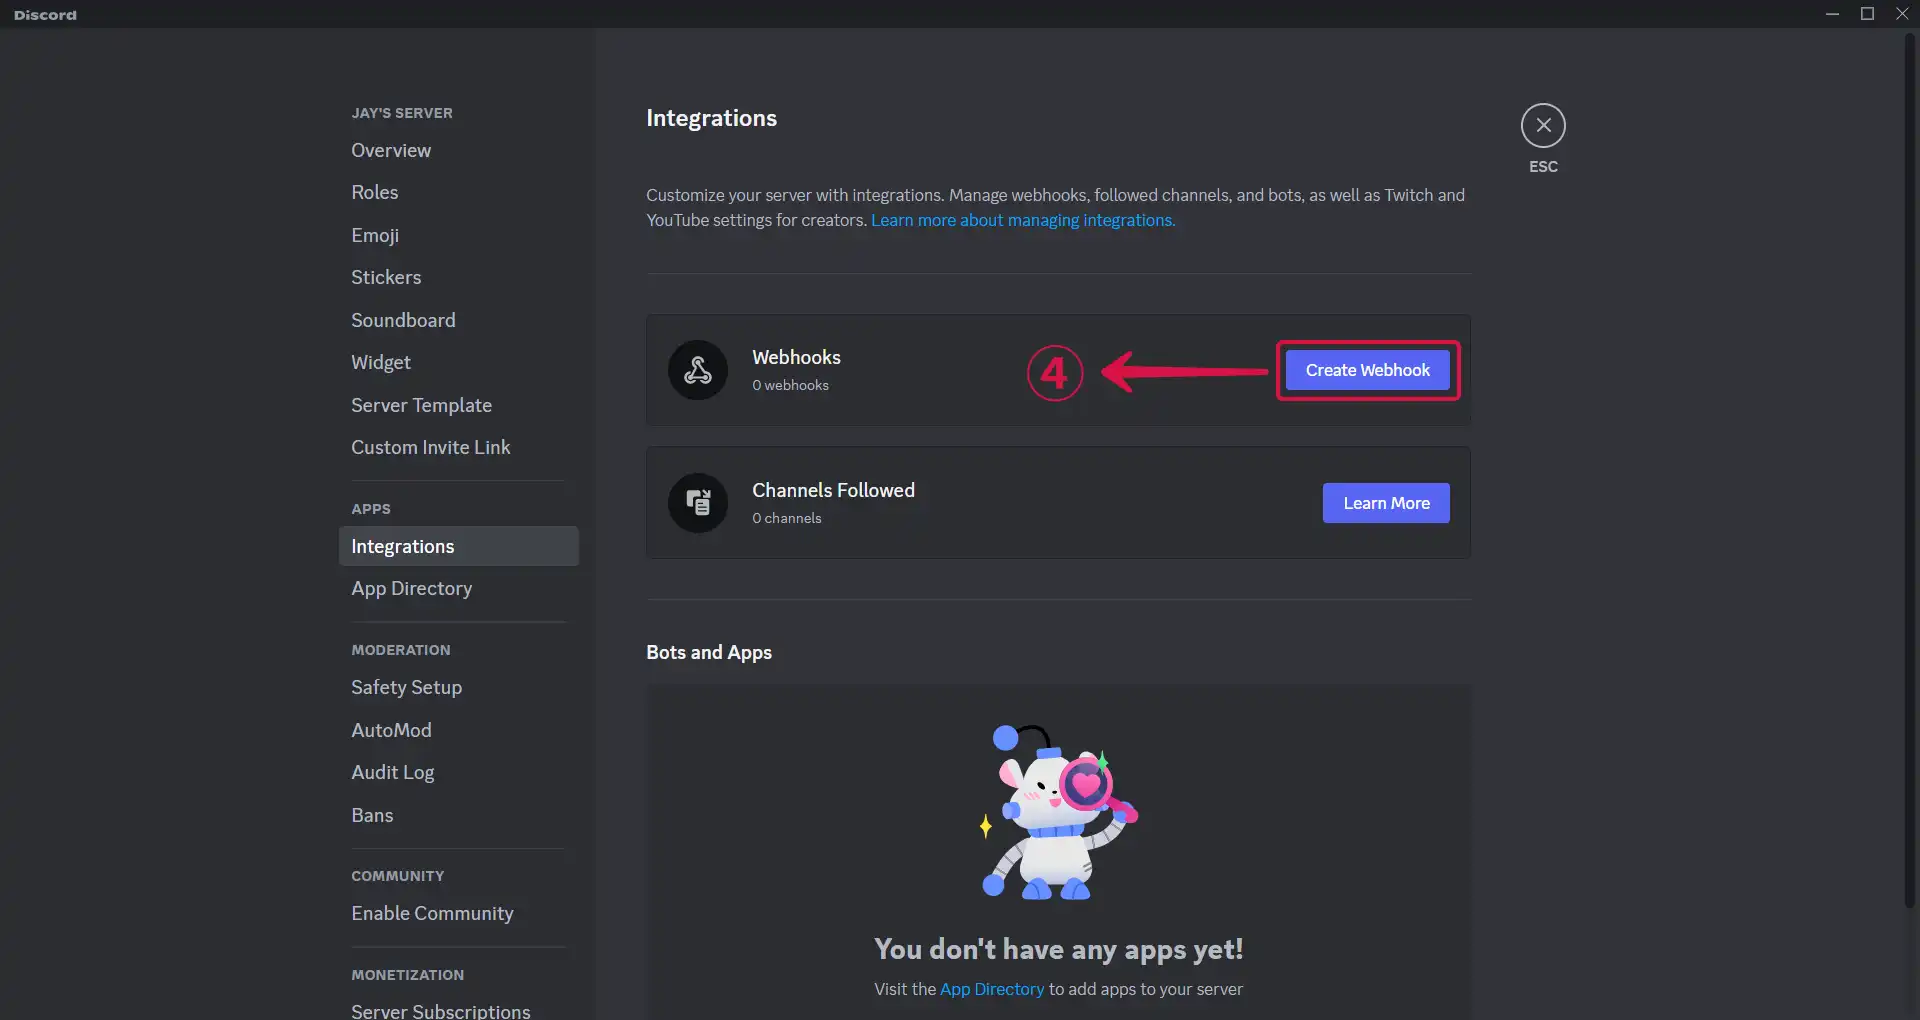 Discord
JAY'S SERVER
Overview
Roles
Emoji
Stickers
Soundboard
Widget
Server Template
Custom Invite Link
APPS
Integrations
App Directory
MODERATION
Safety Setup
AutoMod
Audit Log
Bans
COMMUNITY
Enable Community
MONETIZATION
Server Subscriptions
Integrations
ESC
Customize your server with integrations. Manage webhooks, followed channels, and bots, as well as Twitch and
YouTube settings for creators. Learn more about managing integrations.
Webhooks
0 webhooks
4
Create Webhook
Channels Followed
0 channels
Learn More
Bots and Apps
You don't have any apps yet!
Visit the App Directory to add apps to your server